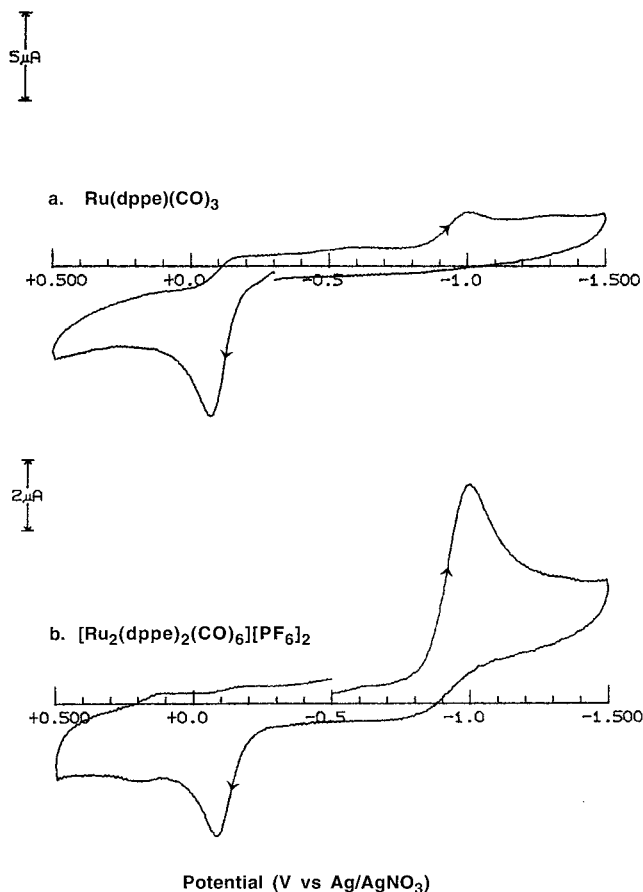 5μA
a. Ru(dppe)(CO)₃
+0.500 +0.0 -0.5 -1.0 -1.500
2μA
b. [Ru₂(dppe)₂(CO)₆][PF₆]₂
+0.500 +0.0 -0.5 -1.0 -1.500
Potential (V vs Ag/AgNO₃)